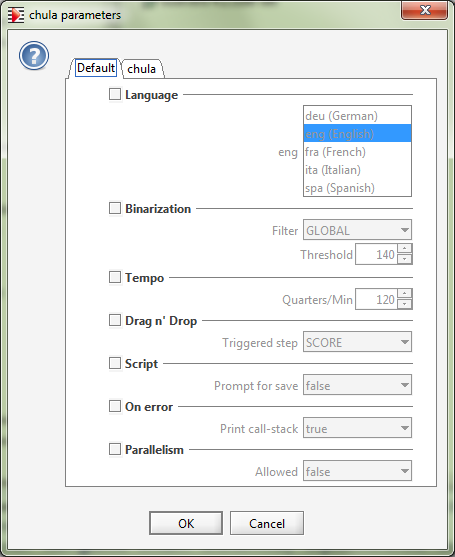 chula parameters
?
Default chula
Language
deu (German)
eng (English)
eng fra (French)
ita (Italian)
spa (Spanish)
Binarization
Filter GLOBAL
Threshold 140
Tempo
Quarters/Min 120
Drag n' Drop
Triggered step SCORE
Script
Prompt for save false
On error
Print call-stack true
Parallelism
Allowed false
OK Cancel